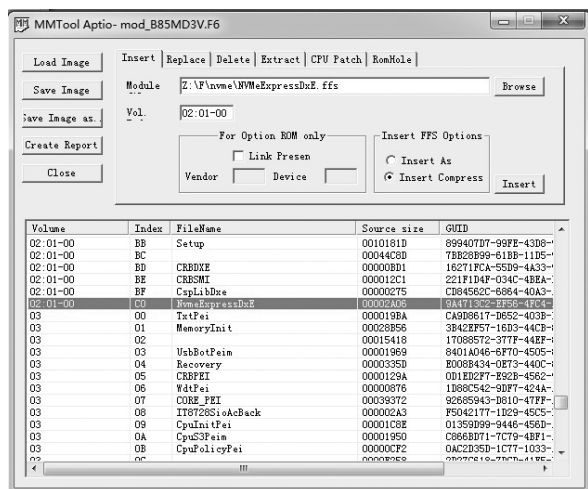 MMTool Aptio- mod_B85MD3V.F6
Load Image
Save Image
Save Image as..
Create Report
Close
Insert Replace Delete Extract CPU Patch RomHole
Module
Z:\F\nvme\NVMeExpressDxE.ffs
Browse
Vol.
02:01-00
For Option ROM only
Link Presen
Vendor Device
Insert FFS Options
Insert As
Insert Compress
Insert
Volume Index FileName Source size GUID
02:01-00 BB Setup 0010181D 899407D7-99FE-43D8-
02:01-00 BC 00044C8D 7BB28B99-61BB-11D5-
02:01-00 BD CRBDXE 00000BD1 16271FCA-55D9-4A33-
02:01-00 BE CRBSMI 000012C1 221F1D4F-034C-4BEA-
02:01-00 BF CspLibDxe 00000275 CD84562C-6864-40A3-
02:01-00 C0 NvmeExpressDxE 00002A06 9A4713C2-EF56-4FC4-
03 00 TxtPei 000019BA CA9D8617-D652-403B-
03 01 MemoryInit 00028B56 3B42EF57-16D3-44CB-
03 02 00015418 17088572-377F-44EF-
03 03 UsbBotPeim 00001969 8401A046-6F70-4505-
03 04 Recovery 0000335D E008B434-0E73-440C-
03 05 CRBPEI 0000129A 0D1ED2F7-E92B-4562-
03 06 WdtPei 00000876 1D88C542-9DF7-424A-
03 07 CORE_PEI 00039372 92685943-D810-47FF-
03 08 IT8728SioAcBack 000002A3 F5042177-1D29-45C5-
03 09 CpuInitPei 00001C8E 01359D99-9446-456D-
03 0A CpuS3Peim 00001950 C866BD71-7C79-4BF1-
03 0B CpuPolicyPei 00000CF2 0AC2D35D-1C77-1033-